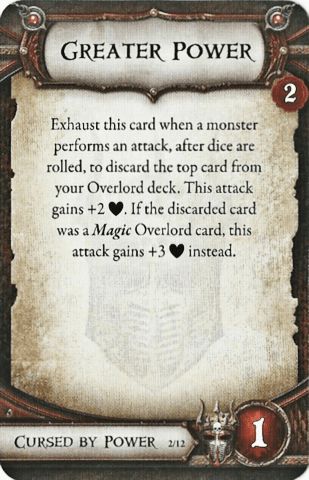 Greater Power
2
Exhaust this card when a monster
performs an attack, after dice are
rolled, to discard the top card from
your Overlord deck. This attack
gains +2 ♥. If the discarded card
was a Magic Overlord card, this
attack gains +3 ♥ instead.
Cursed by Power 2/12
1